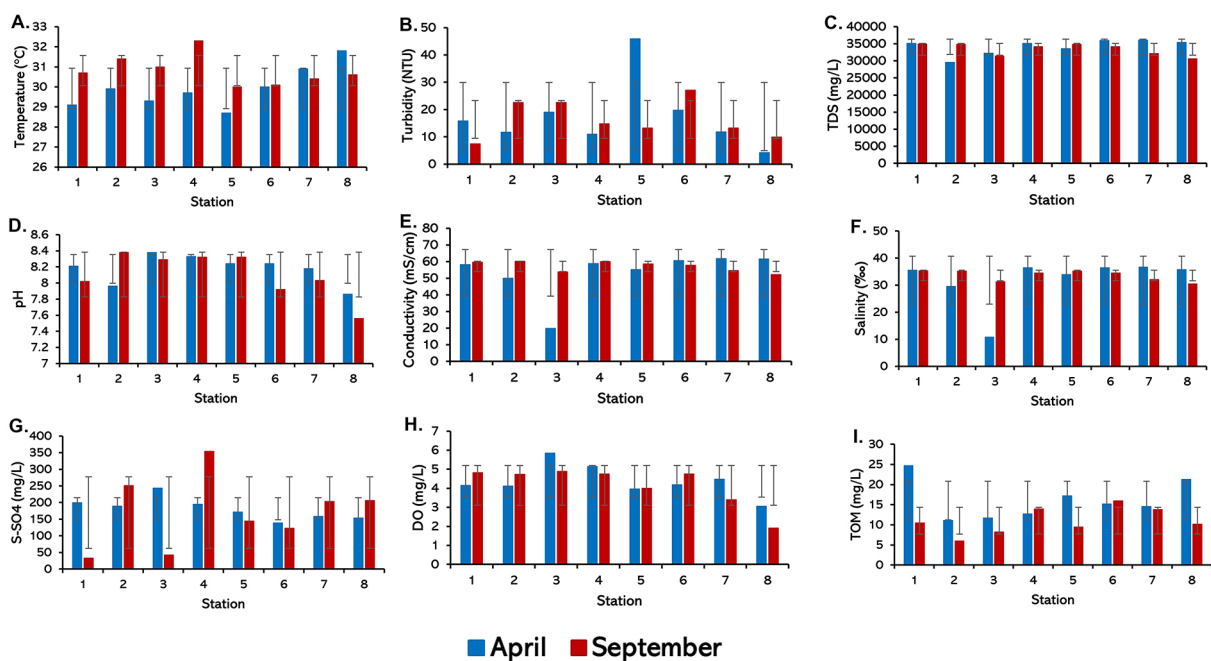 A.
Temperature (°C)
33
32
31
30
29
28
27
26
1 2 3 4 5 6 7 8
Station
B.
Turbidity (NTU)
50
40
30
20
10
0
1 2 3 4 5 6 7 8
Station
C.
TDS (mg/L)
40000
35000
30000
25000
20000
15000
10000
5000
0
1 2 3 4 5 6 7 8
Station
D.
pH
8.6
8.4
8.2
8
7.8
7.6
7.4
7.2
7
1 2 3 4 5 6 7 8
Station
E.
Conductivity (mS/cm)
80
70
60
50
40
30
20
10
0
1 2 3 4 5 6 7 8
Station
F.
Salinity (‰)
50
40
30
20
10
0
1 2 3 4 5 6 7 8
Station
G.
S-SO4 (mg/L)
400
350
300
250
200
150
100
50
0
1 2 3 4 5 6 7 8
Station
H.
DO (mg/L)
7
6
5
4
3
2
1
0
1 2 3 4 5 6 7 8
Station
I.
TOM (mg/L)
30
25
20
15
10
5
0
1 2 3 4 5 6 7 8
Station
April September